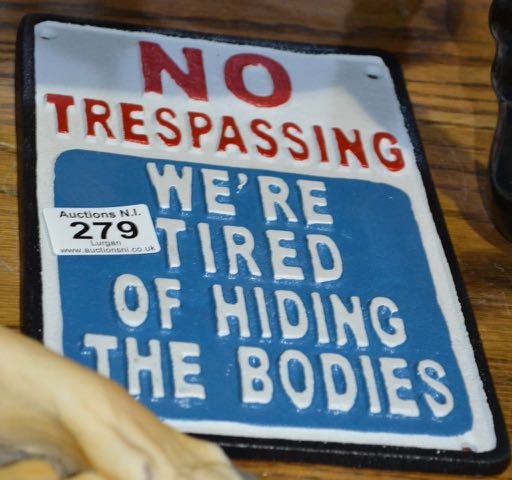 NO
TRESPASSING
WE'RE
TIRED
OF HIDING
THE BODIES
Auctions N.I.
279
Lurgan
www.auctionsni.co.uk